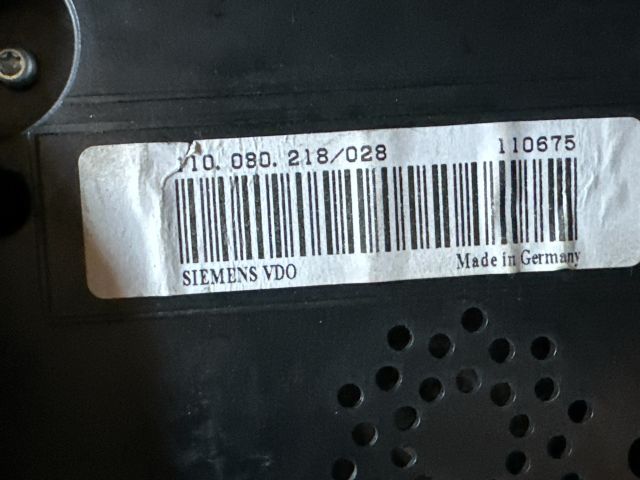 110.080.218/028 110675
SIEMENS VDO Made in Germany